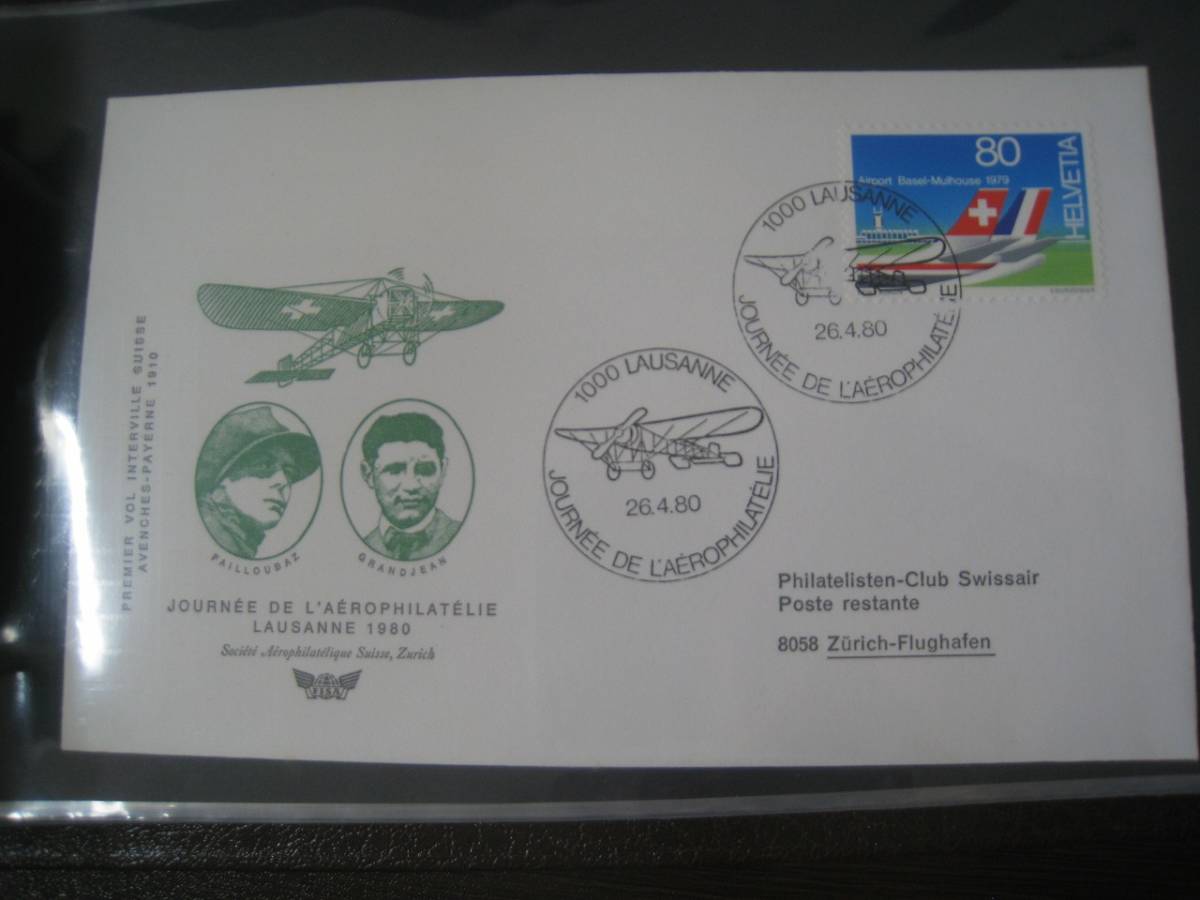 80
HELVETIA
Airport Basel-Mulhouse 1979
1000 LAUSANNE
26.4.80
JOURNÉE DE L'AÉROPHILATÉLIE
1000 LAUSANNE
26.4.80
JOURNÉE DE L'AÉROPHILATÉLIE
PREMIER VOL INTERVILLE SUISSE
AVENCHES-PAYERNE 1910
FAILLOUBAZ
GRANDJEAN
JOURNÉE DE L'AÉROPHILATÉLIE
LAUSANNE 1980
Société Aérophilatélique Suisse, Zurich
FISA
Philatelisten-Club Swissair
Poste restante
8058 Zürich-Flughafen